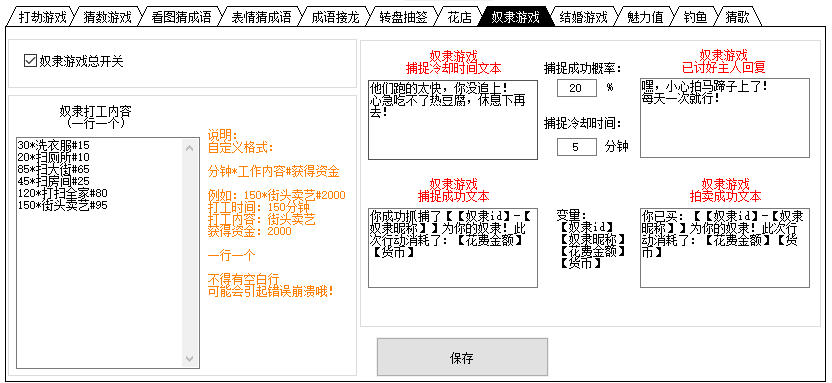 打劫游戏 猜数游戏 看图猜成语 表情猜成语 成语接龙 转盘抽签 花店 奴隶游戏 结婚游戏 魅力值 钓鱼 猜歌
奴隶游戏总开关
奴隶打工内容
(一行一个)
30*洗衣服#15
20*扫厕所#10
85*扫大街#65
45*扫房间#25
120*打扫全家#80
150*街头卖艺#95
说明:
自定义格式:
分钟*工作内容#获得资金
例如: 150*街头卖艺#2000
打工时间: 150分钟
打工内容: 街头卖艺
获得资金: 2000
一行一个
不得有空白行
可能会引起错误崩溃哦!
奴隶游戏
捕捉冷却时间文本
他们跑的太快，你没追上!
心急吃不了热豆腐，休息下再
去!
捕捉成功概率:
20 %
捕捉冷却时间:
5 分钟
奴隶游戏
已讨好主人回复
嘿，小心拍马蹄子上了!
每天一次就行!
奴隶游戏
捕捉成功文本
你成功抓捕了【【奴隶id】-【
奴隶昵称】】为你的奴隶! 此
次行动消耗了: 【花费金额】
【货币】
变量:
【奴隶id】
【奴隶昵称】
【花费金额】
【货币】
奴隶游戏
拍卖成功文本
你已买: 【【奴隶id】-【奴隶
昵称】】为你的奴隶! 此次行
动消耗了: 【花费金额】【货
币】
保存